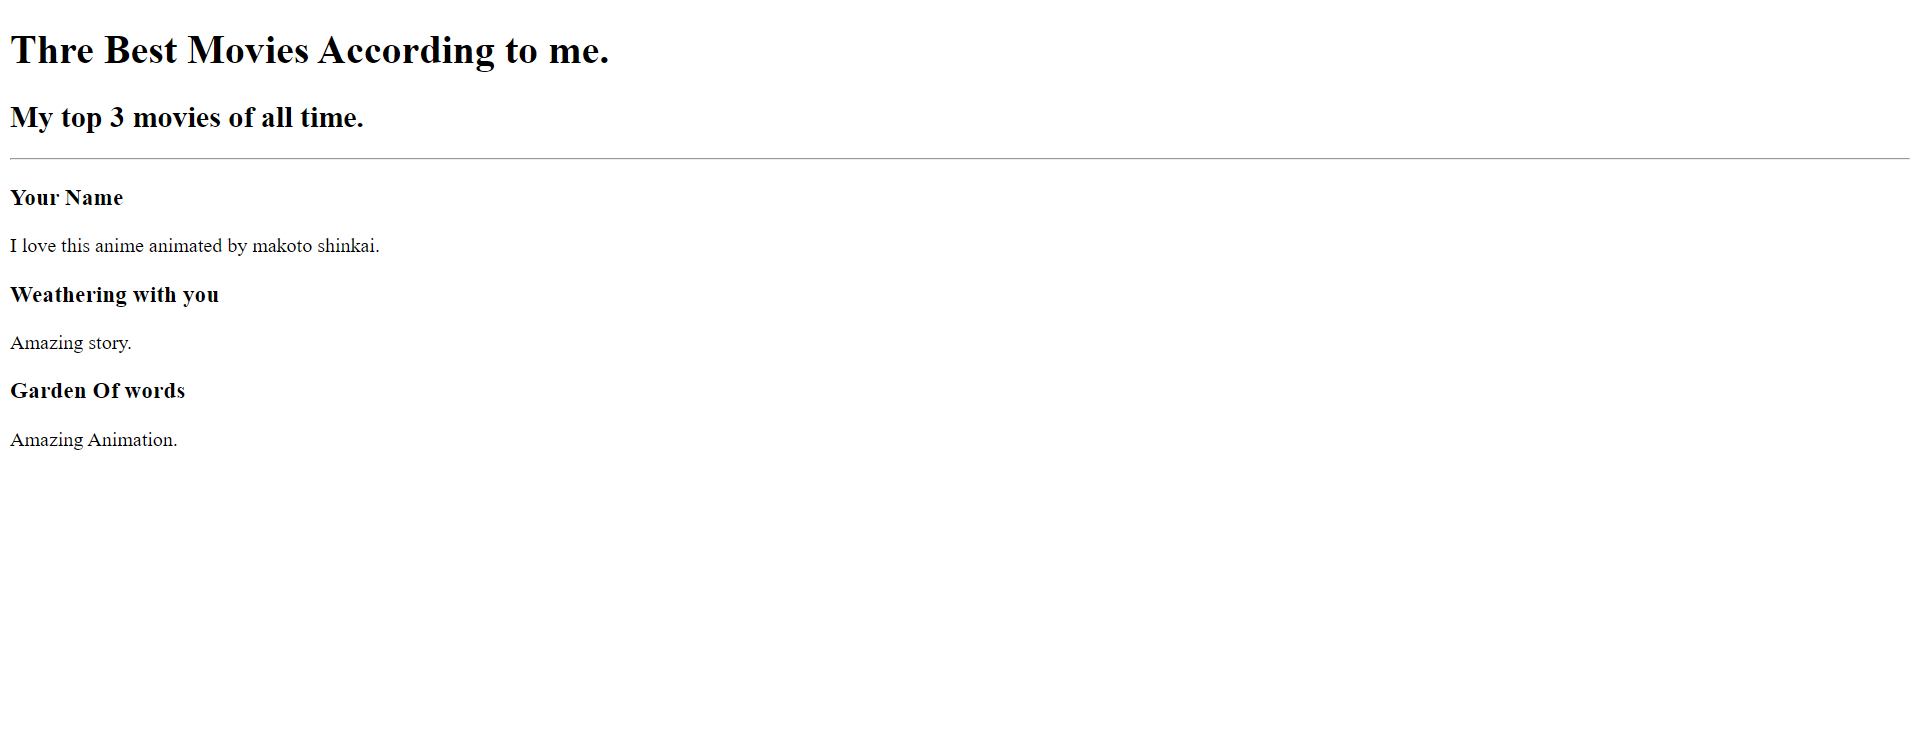 Thre Best Movies According to me.
My top 3 movies of all time.
Your Name
I love this anime animated by makoto shinkai.
Weathering with you
Amazing story.
Garden Of words
Amazing Animation.